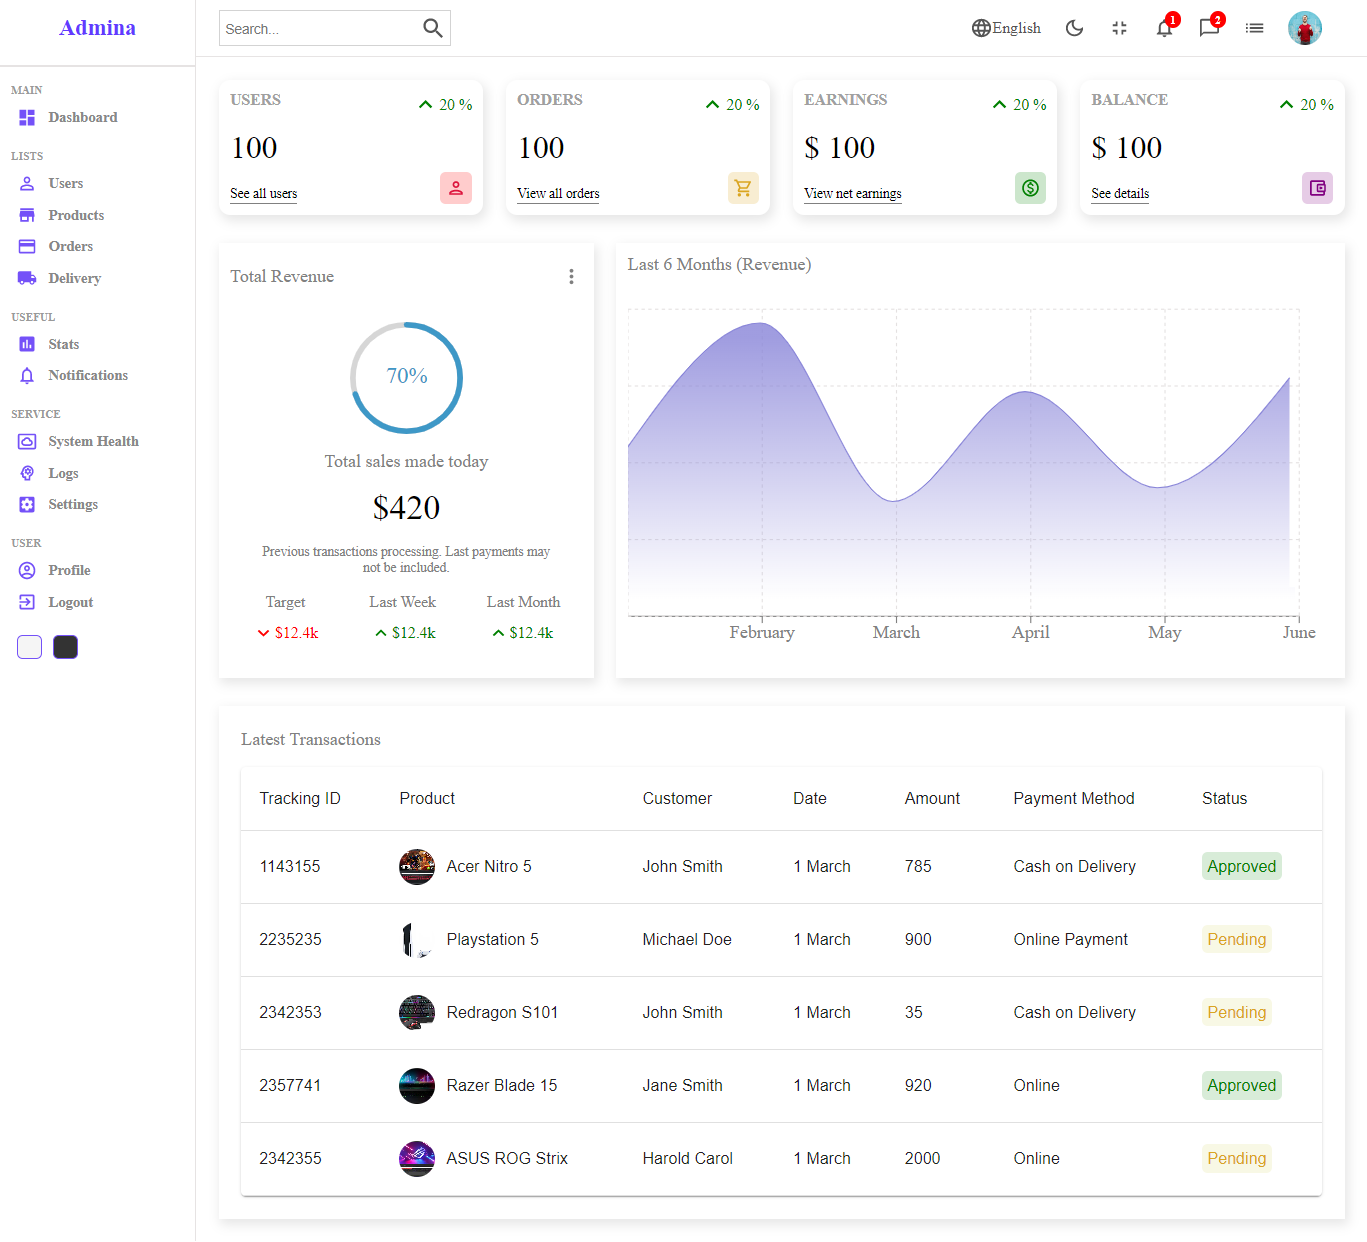 Admina
Search...
English
1
2
MAIN
Dashboard
LISTS
Users
Products
Orders
Delivery
USEFUL
Stats
Notifications
SERVICE
System Health
Logs
Settings
USER
Profile
Logout
USERS
20 %
100
See all users
ORDERS
20 %
100
View all orders
EARNINGS
20 %
$ 100
View net earnings
BALANCE
20 %
$ 100
See details
Total Revenue
70%
Total sales made today
$420
Previous transactions processing. Last payments may
not be included.
Target Last Week Last Month
$12.4k $12.4k $12.4k
Last 6 Months (Revenue)
February March April May June
Latest Transactions
Tracking ID Product Customer Date Amount Payment Method Status
1143155 Acer Nitro 5 John Smith 1 March 785 Cash on Delivery Approved
2235235 Playstation 5 Michael Doe 1 March 900 Online Payment Pending
2342353 Redragon S101 John Smith 1 March 35 Cash on Delivery Pending
2357741 Razer Blade 15 Jane Smith 1 March 920 Online Approved
2342355 ASUS ROG Strix Harold Carol 1 March 2000 Online Pending